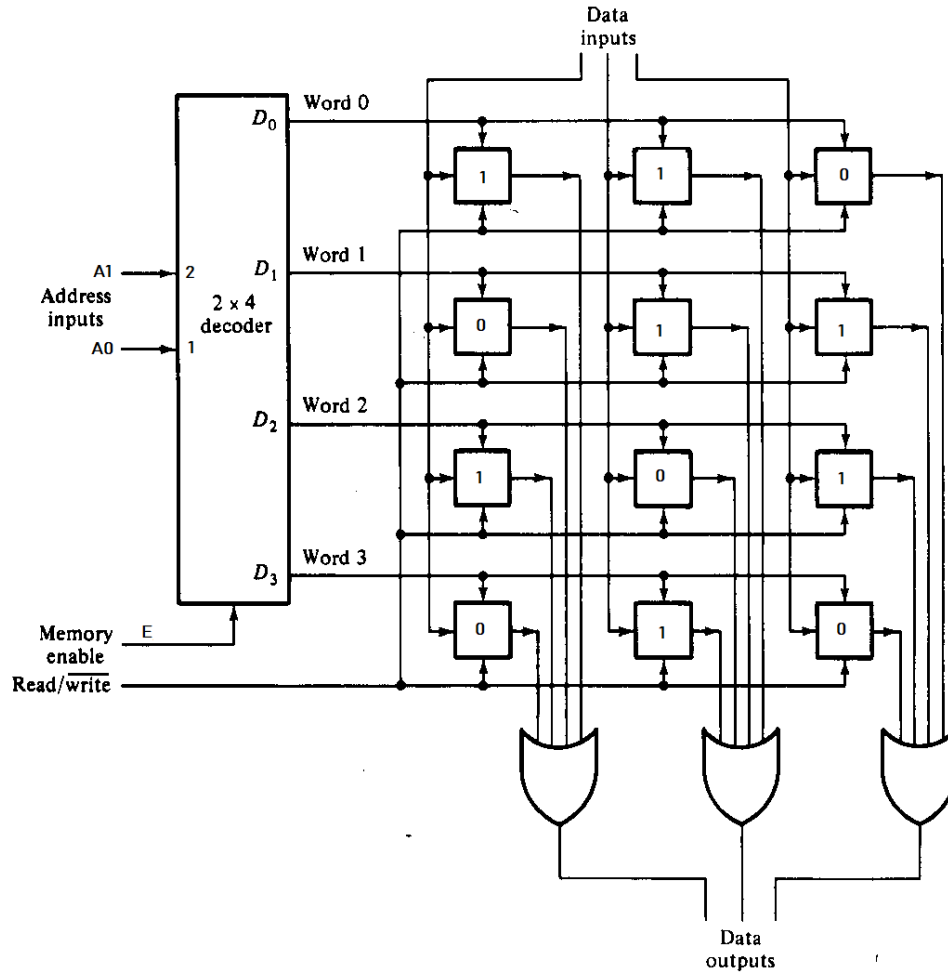 Data
inputs
Word 0
D0
1 1 0
Word 1
D1
A1 2
Address
inputs
2 × 4
decoder
0 1 1
A0 1
Word 2
D2
1 0 1
Word 3
D3
0 1 0
Memory
enable
E
Read/write
Data
outputs